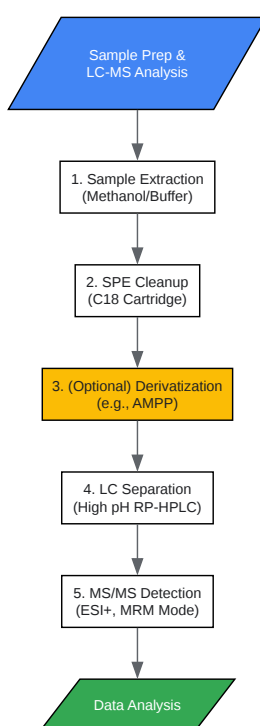 Sample Prep &
LC-MS Analysis
1. Sample Extraction
(Methanol/Buffer)
2. SPE Cleanup
(C18 Cartridge)
3. (Optional) Derivatization
(e.g., AMPP)
4. LC Separation
(High pH RP-HPLC)
5. MS/MS Detection
(ESI+, MRM Mode)
Data Analysis